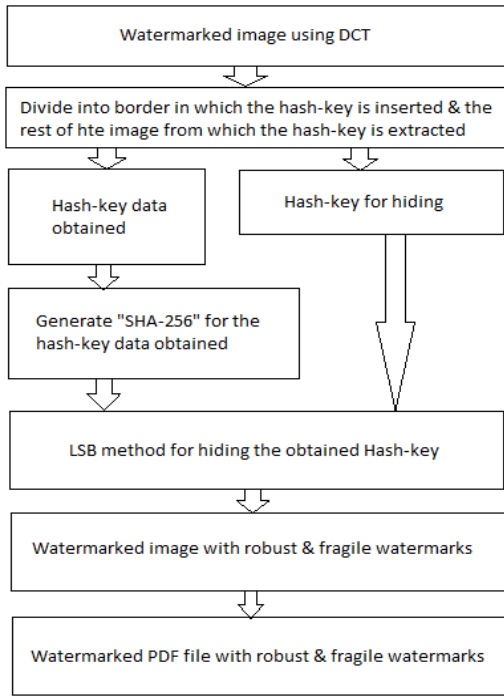 Watermarked image using DCT
Divide into border in which the hash-key is inserted & the
rest of hte image from which the hash-key is extracted
Hash-key data
obtained
Hash-key for hiding
Generate "SHA-256" for the
hash-key data obtained
LSB method for hiding the obtained Hash-key
Watermarked image with robust & fragile watermarks
Watermarked PDF file with robust & fragile watermarks